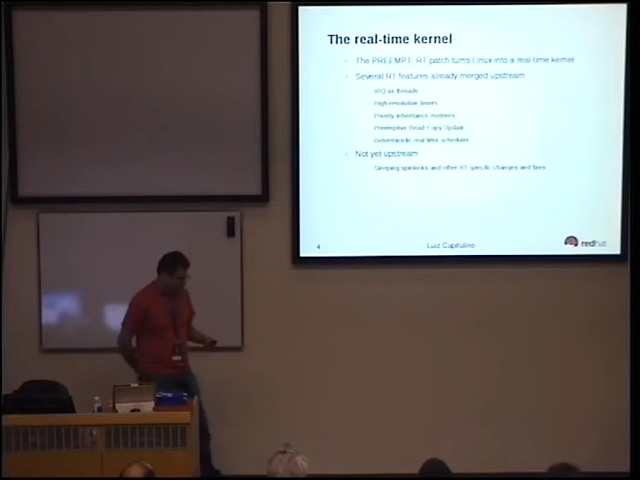 The real-time kernel
- The PREEMPT_RT patch turns Linux into a real-time kernel
- Several RT features already merged upstream
IRQ as threads
High-resolution timers
Priority inheritance mutexes
Preemptive Read Copy Update
Deterministic real-time scheduler
- Not yet upstream
Sleeping spinlocks and other RT specific changes and fixes
4
Luiz Capitulino
redhat